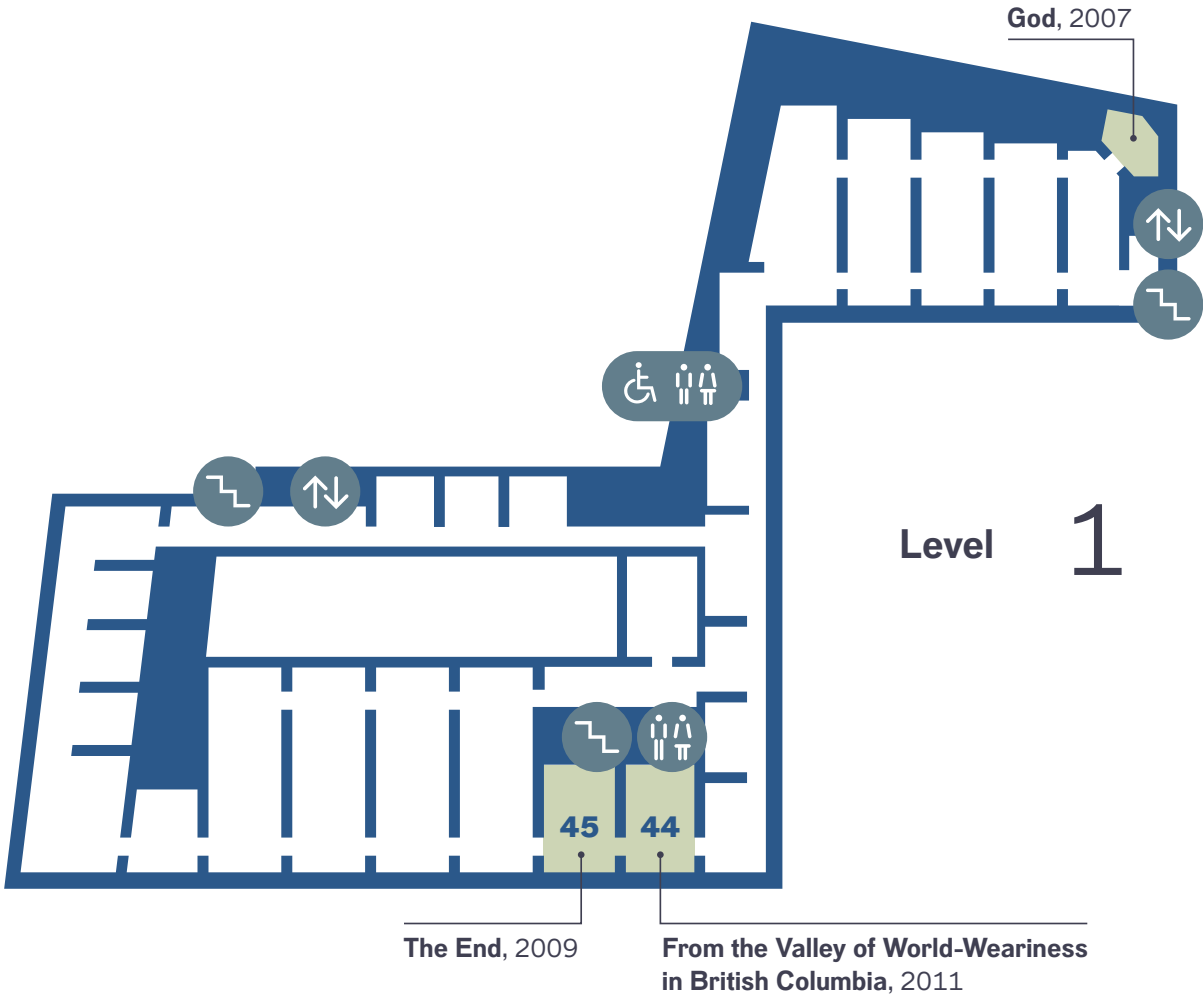 God, 2007
Level 1
45
44
The End, 2009
From the Valley of World-Weariness
in British Columbia, 2011